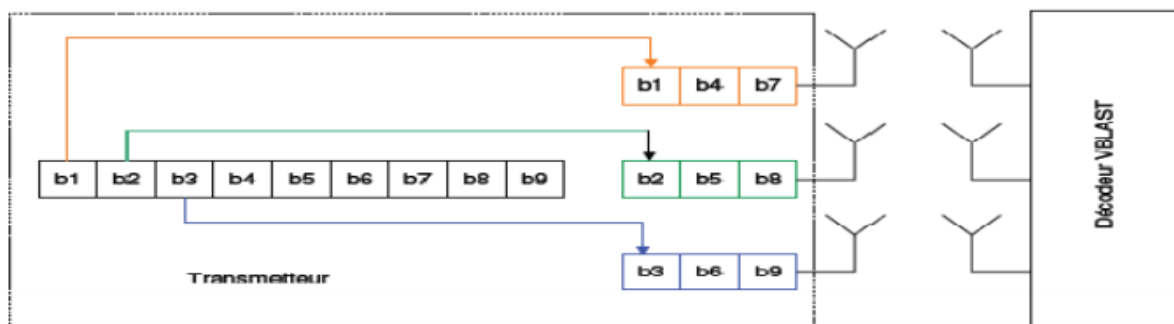 b1 b4 b7
b1 b2 b3 b4 b5 b6 b7 b8 b9
b2 b5 b8
b3 b6 b9
Transmetteur
Décodeur VBLAST